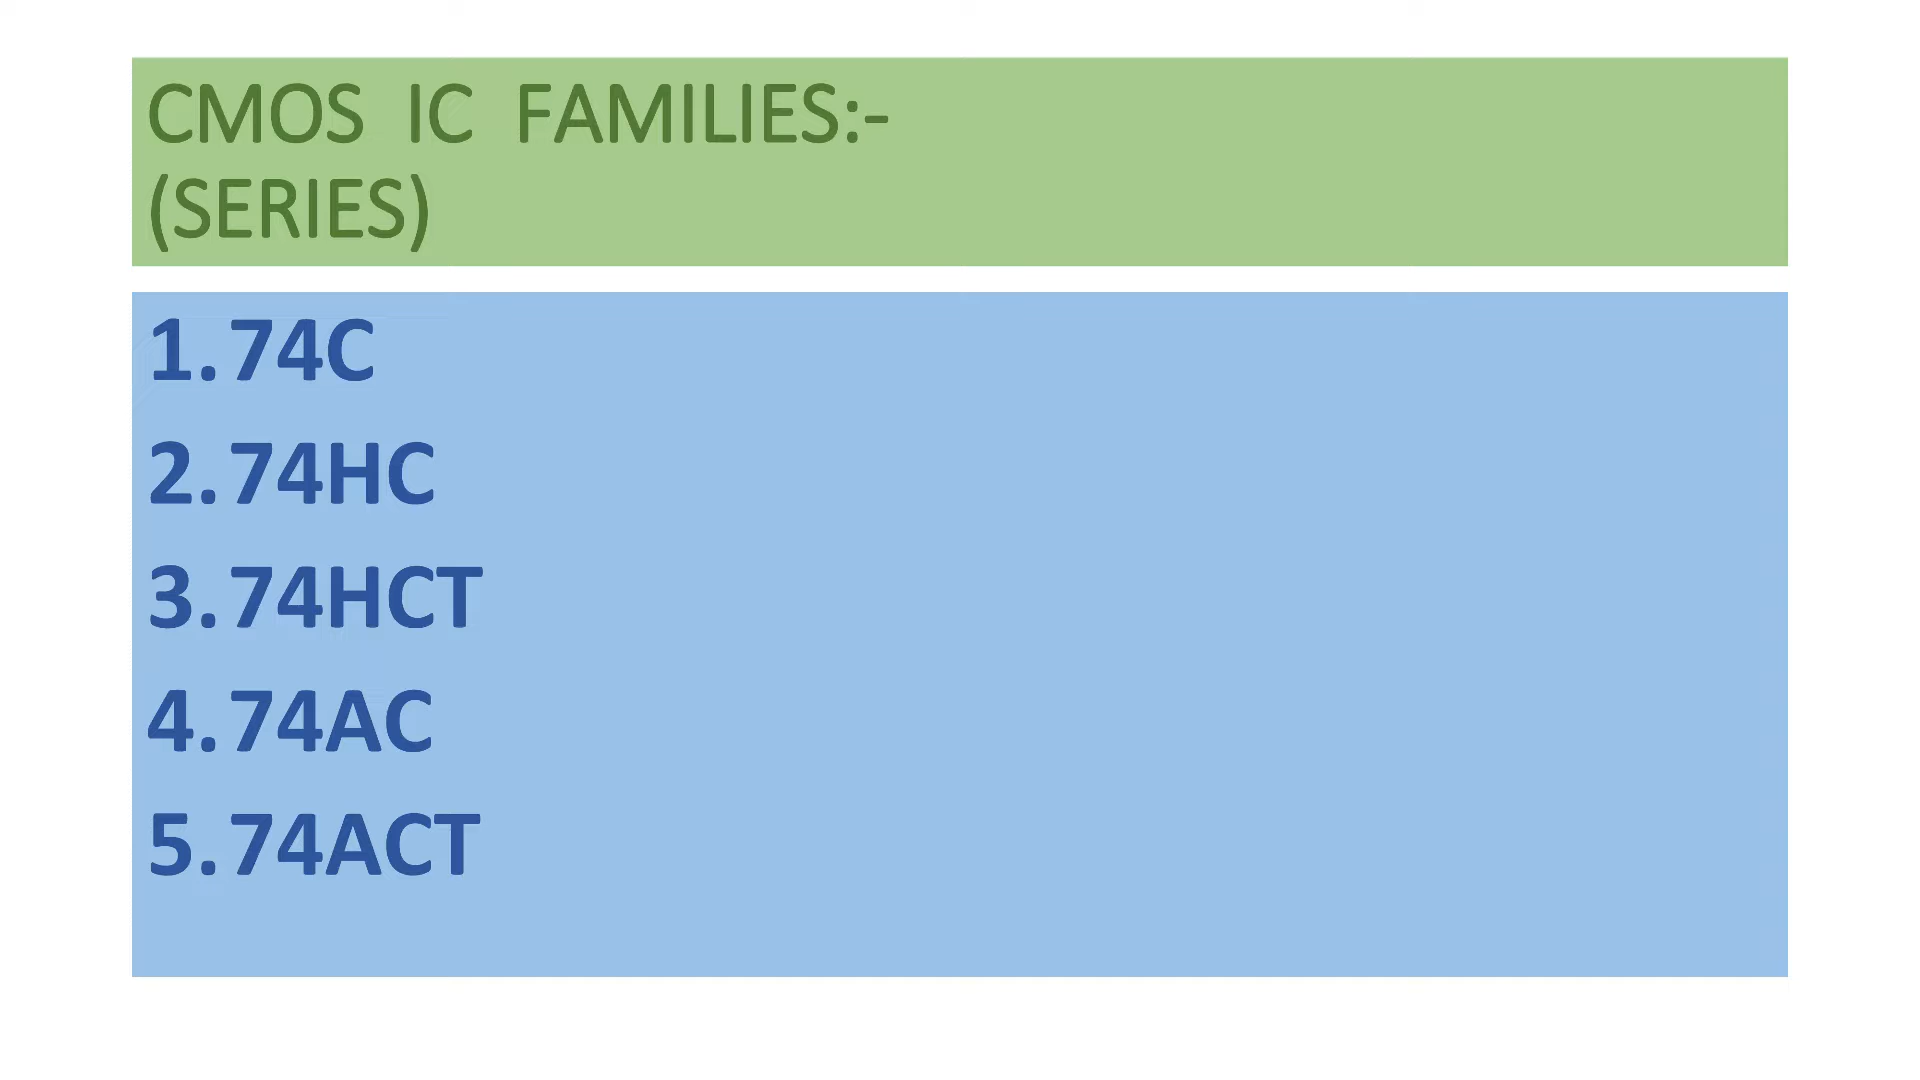 CMOS IC FAMILIES:-
(SERIES)
1.74C
2.74HC
3.74HCT
4.74AC
5.74ACT